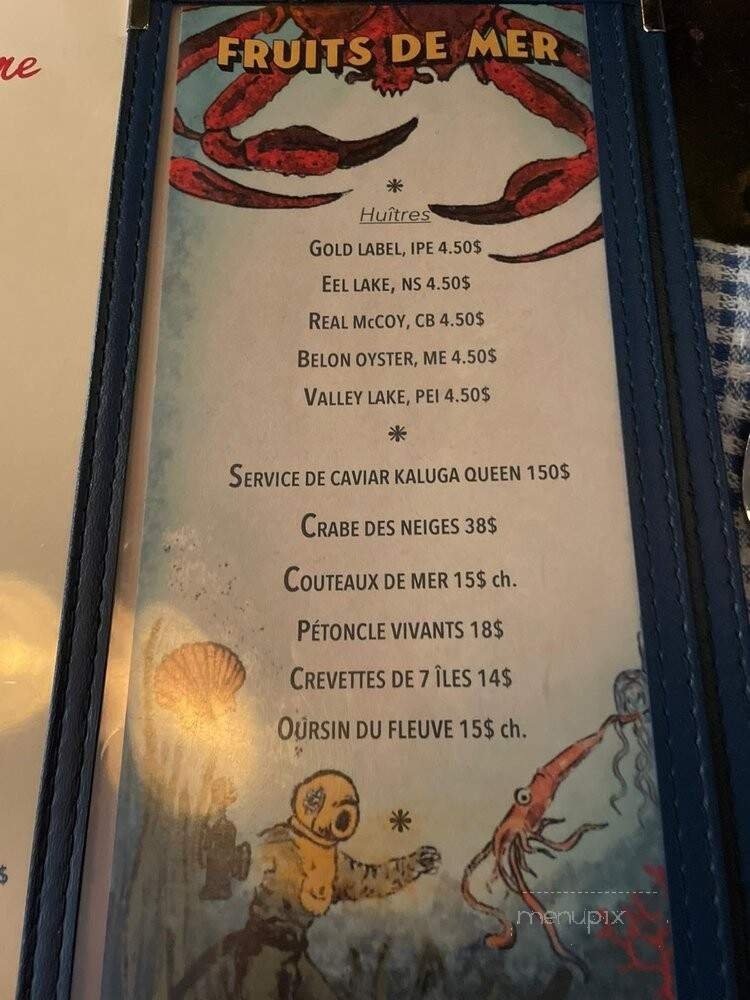 ne
FRUITS DE MER
Huîtres
GOLD LABEL, IPE 4.50$
EEL LAKE, NS 4.50$
REAL McCOY, CB 4.50$
BELON OYSTER, ME 4.50$
VALLEY LAKE, PEI 4.50$
SERVICE DE CAVIAR KALUGA QUEEN 150$
CRABE DES NEIGES 38$
COUTEAUX DE MER 15$ ch.
PÉTONCLE VIVANTS 18$
CREVETTES DE 7 ÎLES 14$
OURSIN DU FLEUVE 15$ ch.
$
menupix